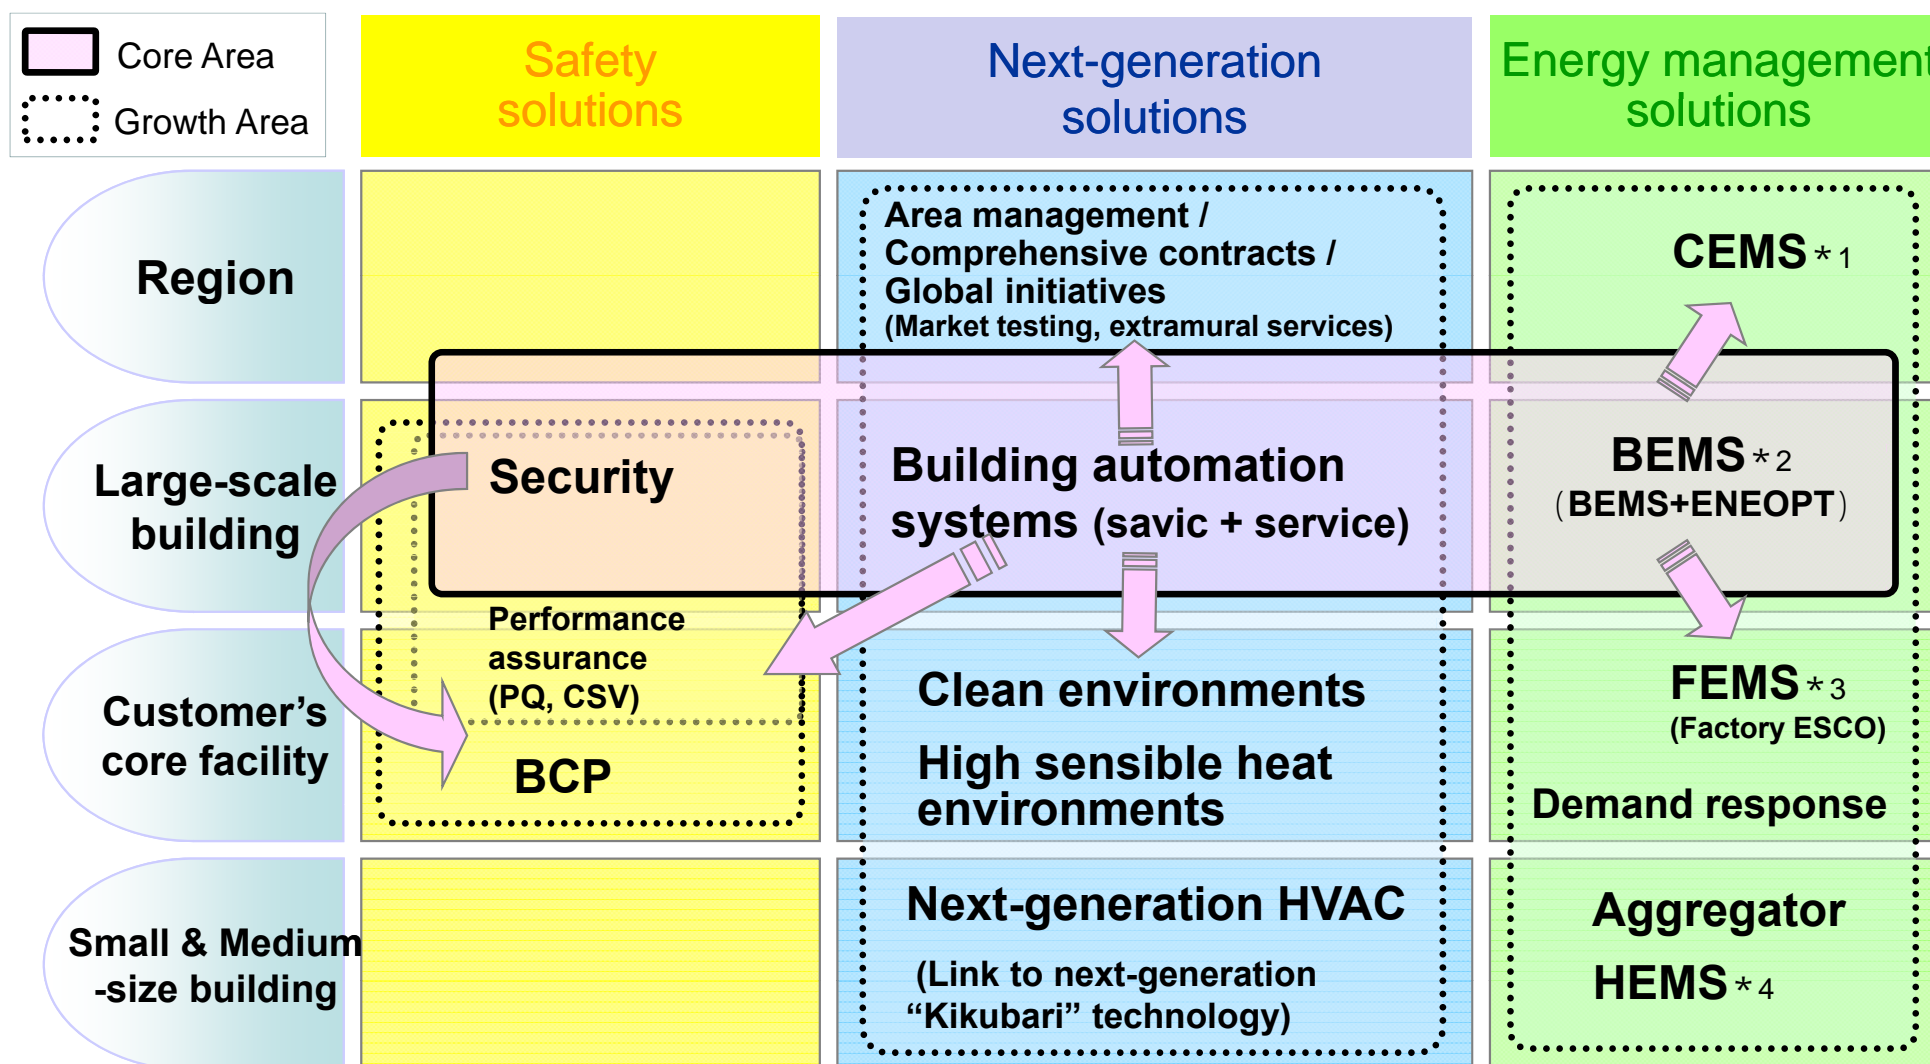 Core Area
Growth Area
Safety
solutions
Next-generation
solutions
Energy management
solutions
Region
Area management /
Comprehensive contracts /
Global initiatives
(Market testing, extramural services)
CEMS *1
Large-scale
building
Security
Building automation
systems (savic + service)
BEMS *2
(BEMS+ENEOPT)
Customer's
core facility
Performance
assurance
(PQ, CSV)
BCP
Clean environments
High sensible heat
environments
FEMS *3
(Factory ESCO)
Demand response
Small & Medium
-size building
Next-generation HVAC
(Link to next-generation
“Kikubari” technology)
Aggregator
HEMS *4